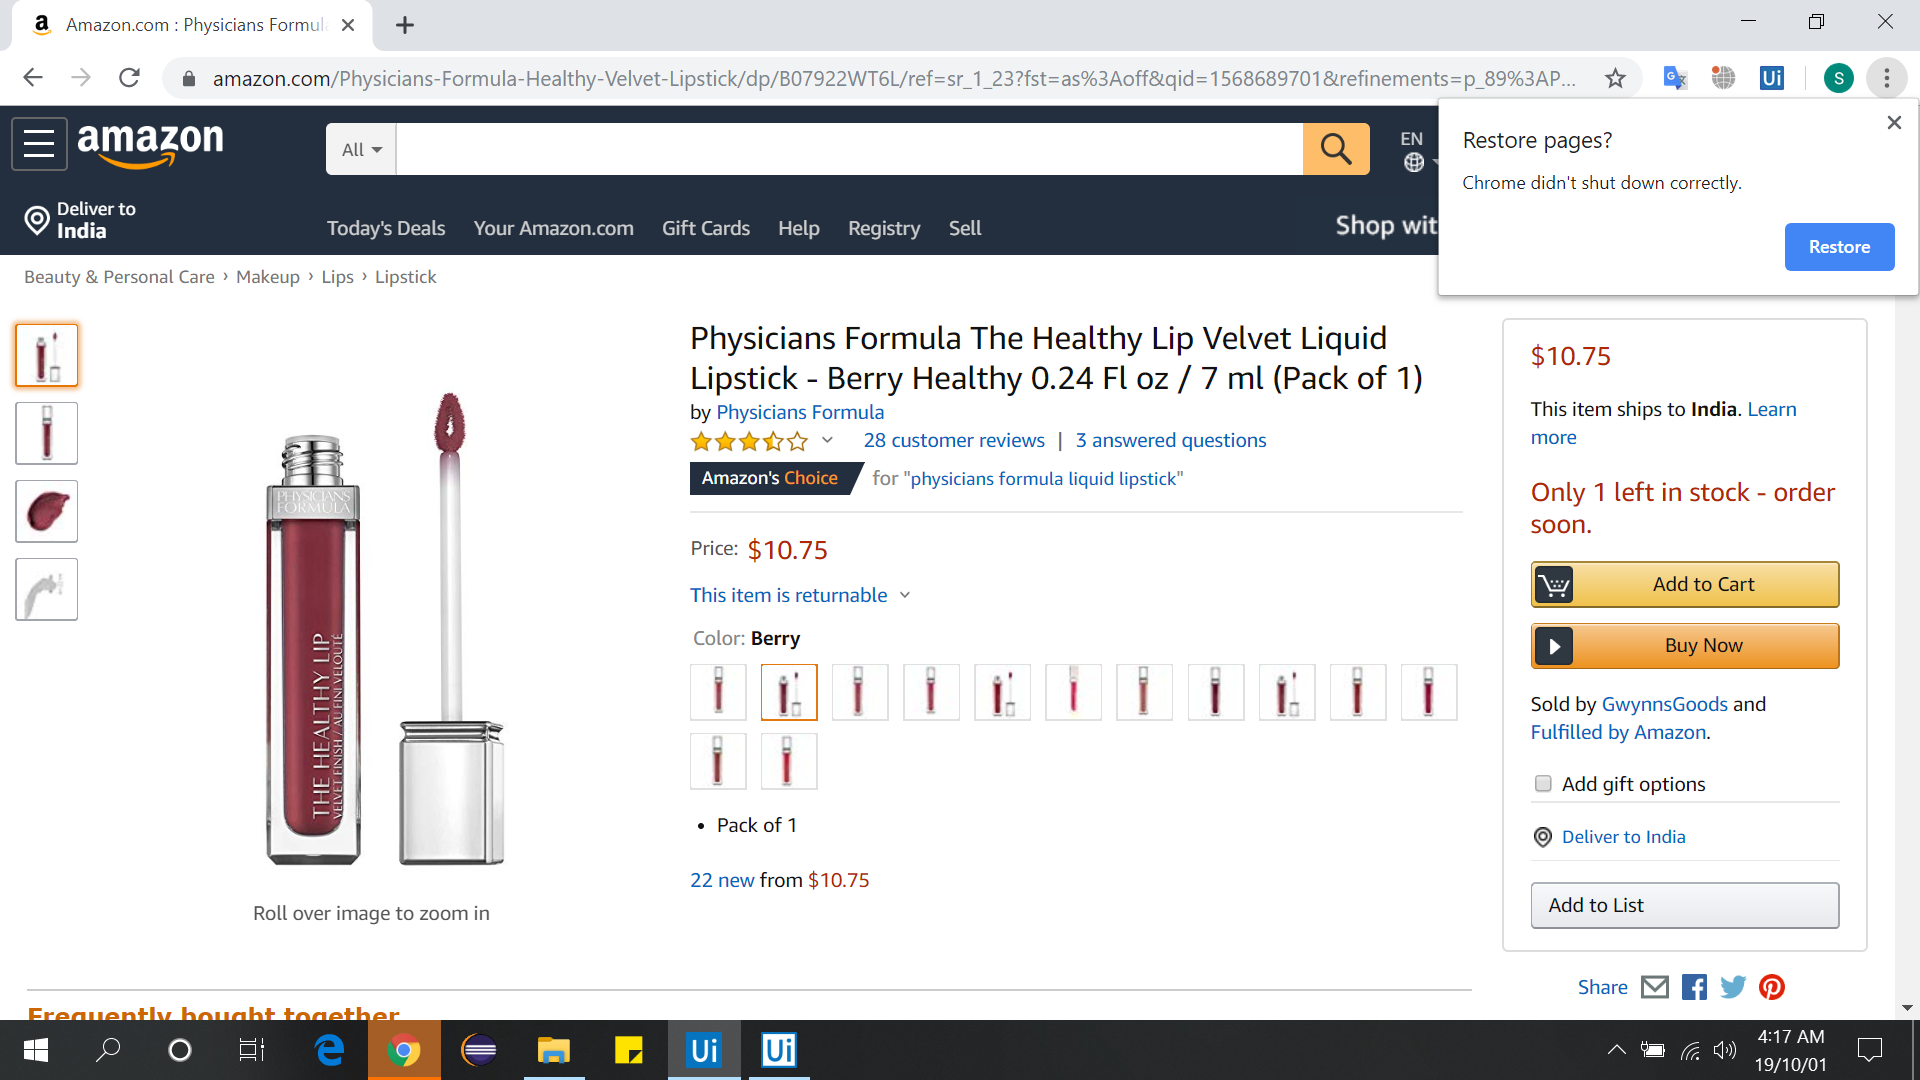 Amazon.com : Physicians Formul
amazon.com/Physicians-Formula-Healthy-Velvet-Lipstick/dp/B07922WT6L/ref=sr_1_23?fst=as%3Aoff&qid=1568689701&refinements=p_89%3AP...
S
Restore pages?
Chrome didn't shut down correctly.
Restore
amazon
All
EN
Deliver to
India
Today's Deals Your Amazon.com Gift Cards Help Registry Sell
Shop wit
Beauty & Personal Care › Makeup › Lips › Lipstick
PHYSICIANS
FORMULA
THE HEALTHY LIP
VELVET FINISH / AU FINI VELOUTÉ
Roll over image to zoom in
Physicians Formula The Healthy Lip Velvet Liquid
Lipstick - Berry Healthy 0.24 Fl oz / 7 ml (Pack of 1)
by Physicians Formula
28 customer reviews | 3 answered questions
Amazon's Choice for "physicians formula liquid lipstick"
Price: $10.75
This item is returnable
Color: Berry
• Pack of 1
22 new from $10.75
$10.75
This item ships to India. Learn
more
Only 1 left in stock - order
soon.
Add to Cart
Buy Now
Sold by GwynnsGoods and
Fulfilled by Amazon.
Add gift options
Deliver to India
Add to List
Share
Frequently bought together
Ui
Ui
Ui
4:17 AM
19/10/01